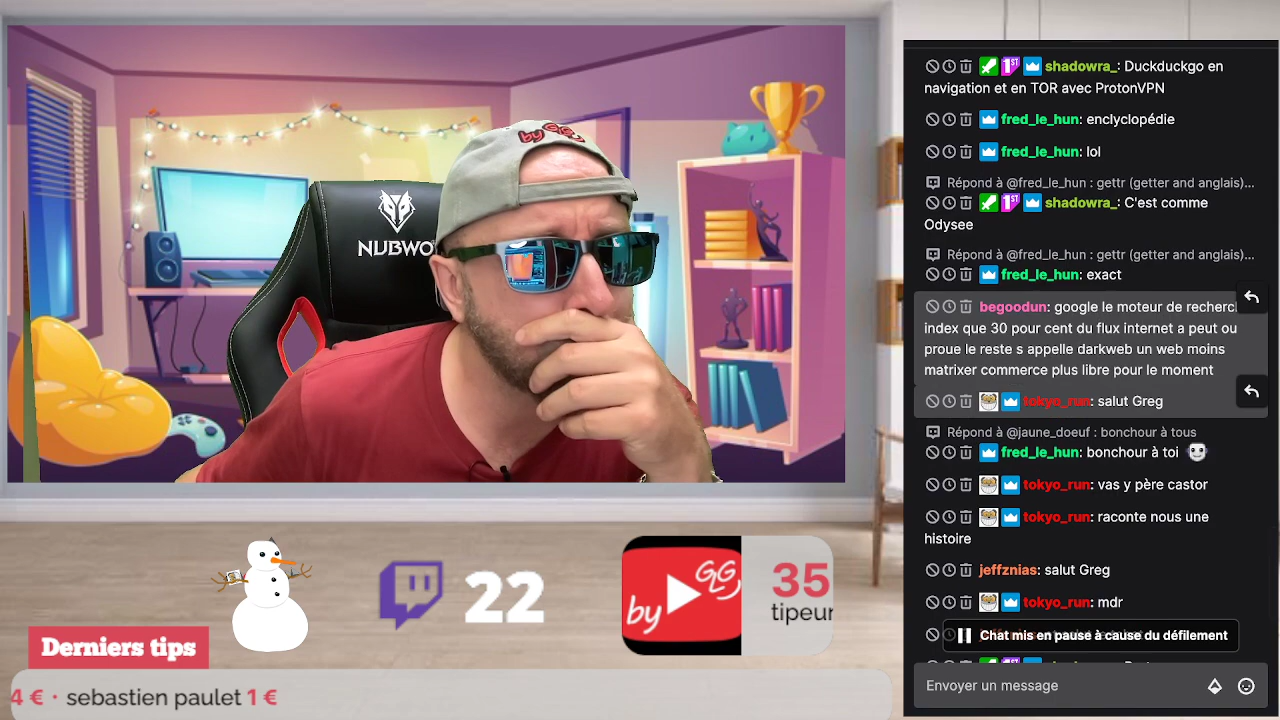 by GG
NUBWO
shadowra_: Duckduckgo en
navigation et en TOR avec ProtonVPN
fred_le_hun: enclyclopédie
fred_le_hun: lol
Répond à @fred_le_hun : gettr (getter and anglais)...
shadowra_: C'est comme
Odysee
Répond à @fred_le_hun : gettr (getter and anglais)...
fred_le_hun: exact
begoodun: google le moteur de recherc
index que 30 pour cent du flux internet a peut ou
proue le reste s appelle darkweb un web moins
matrixer commerce plus libre pour le moment
tokyo_run: salut Greg
Répond à @jaune_doeuf : bonchour à tous
fred_le_hun: bonchour à toi
tokyo_run: vas y père castor
tokyo_run: raconte nous une
histoire
jeffznias: salut Greg
tokyo_run: mdr
Chat mis en pause à cause du défilement
Envoyer un message
22
by GG
35
tipeur
Derniers tips
4 € · sebastien paulet 1 €